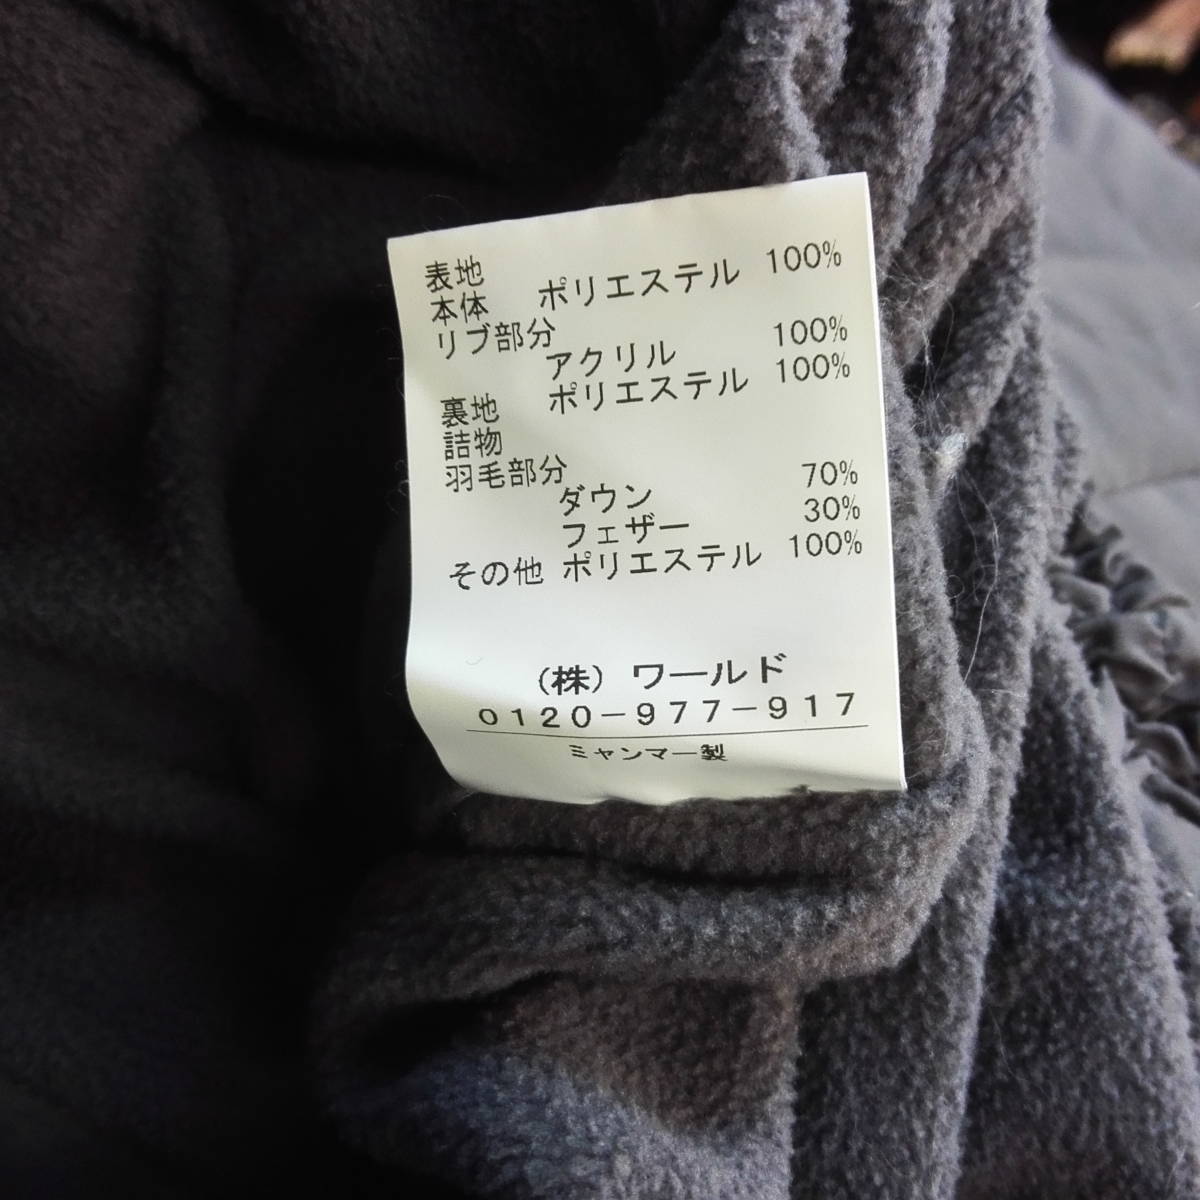 表地
本体 ポリエステル 100%
リブ部分
アクリル 100%
裏地 ポリエステル 100%
詰物
羽毛部分
ダウン 70%
フェザー 30%
その他 ポリエステル 100%
(株) ワールド
0120-977-917
ミャンマー製